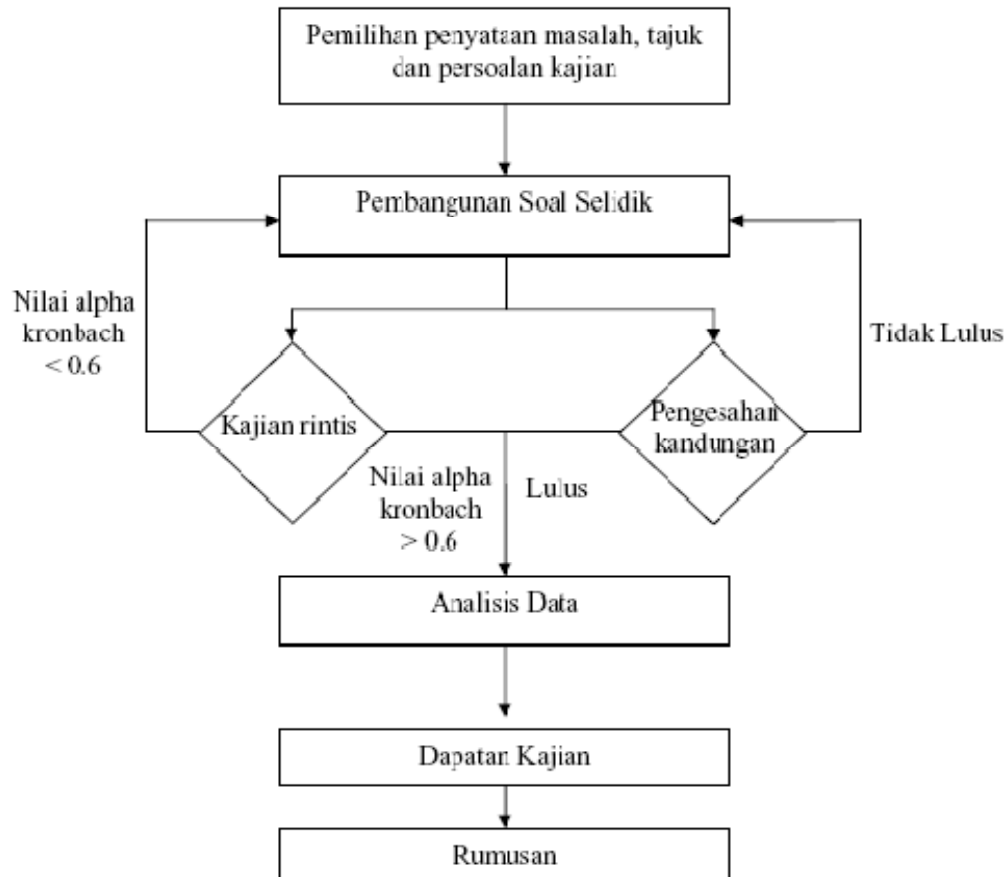 Pemilihan penyataan masalah, tajuk
dan persoalan kajian
Pembangunan Soal Selidik
Nilai alpha
kronbach
< 0.6
Tidak Lulus
Kajian rintis
Pengesahan
kandungan
Nilai alpha
kronbach
> 0.6
Lulus
Analisis Data
Dapatan Kajian
Rumusan